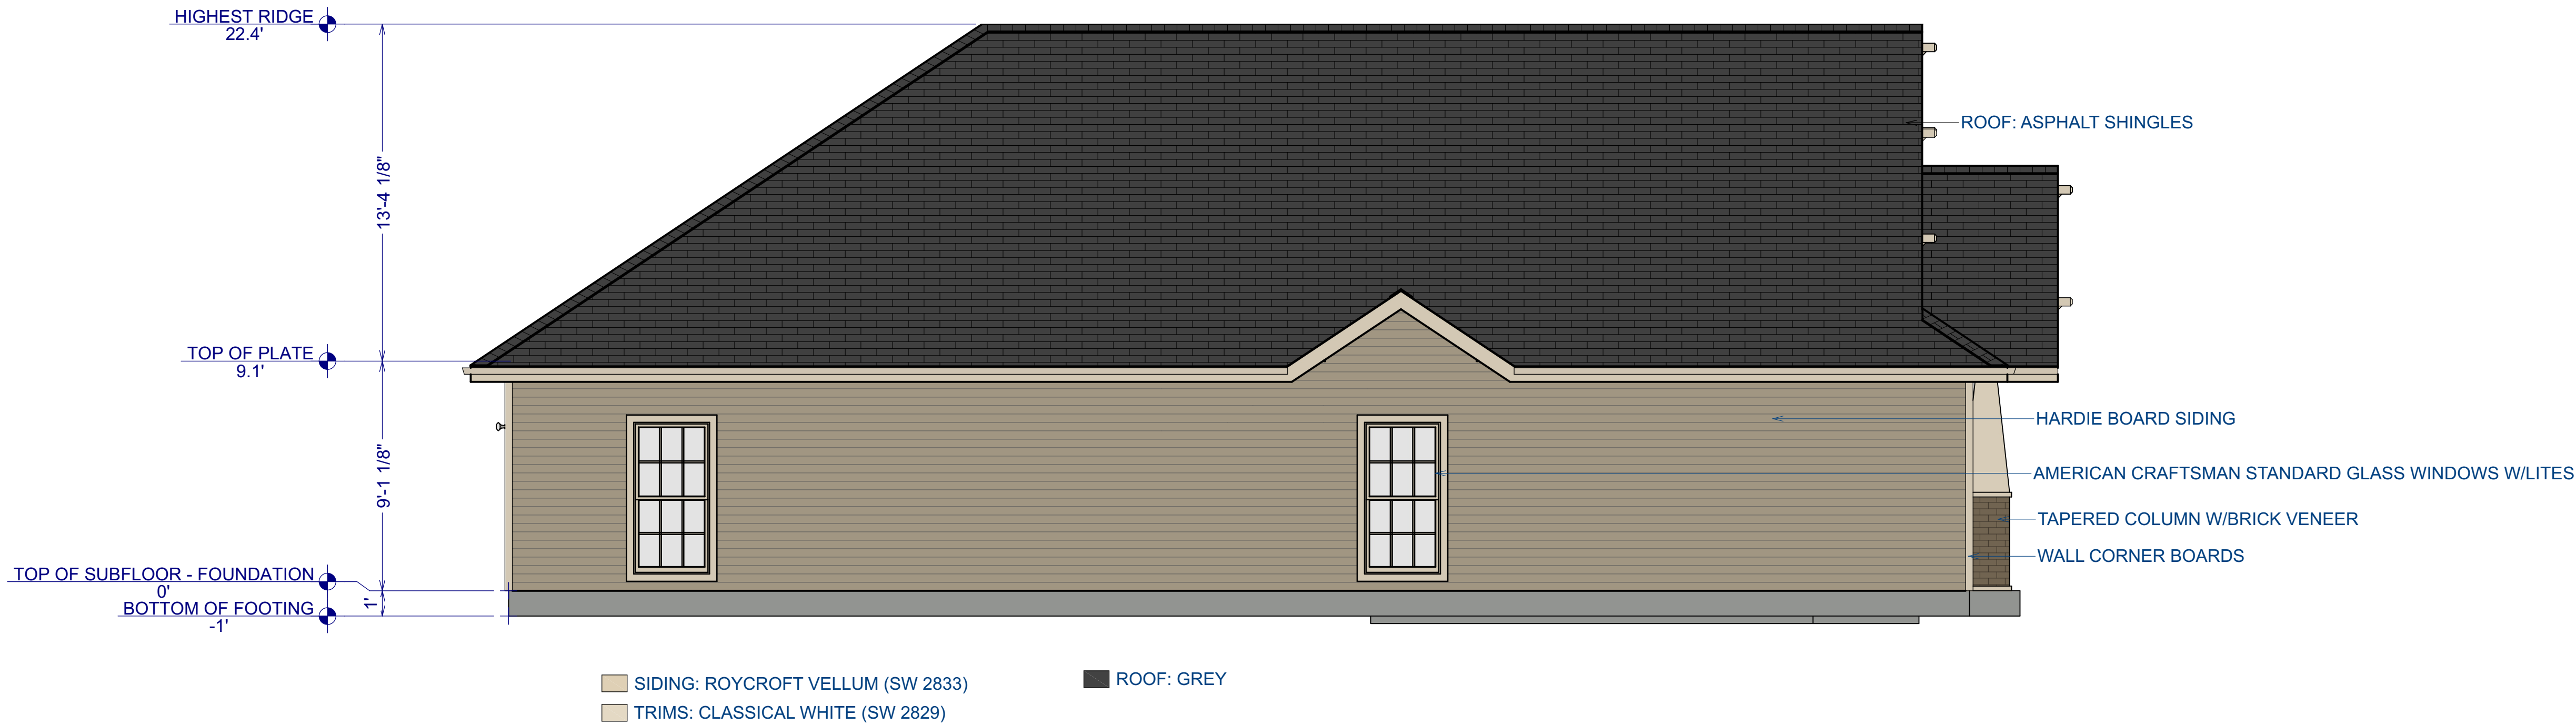 HIGHEST RIDGE
22.4'
13'-4 1/8"
ROOF: ASPHALT SHINGLES
TOP OF PLATE
9.1'
9'-1 1/8"
HARDIE BOARD SIDING
AMERICAN CRAFTSMAN STANDARD GLASS WINDOWS W/LITES
TAPERED COLUMN W/BRICK VENEER
WALL CORNER BOARDS
TOP OF SUBFLOOR - FOUNDATION
0'
1'
BOTTOM OF FOOTING
-1'
SIDING: ROYCROFT VELLUM (SW 2833)
ROOF: GREY
TRIMS: CLASSICAL WHITE (SW 2829)